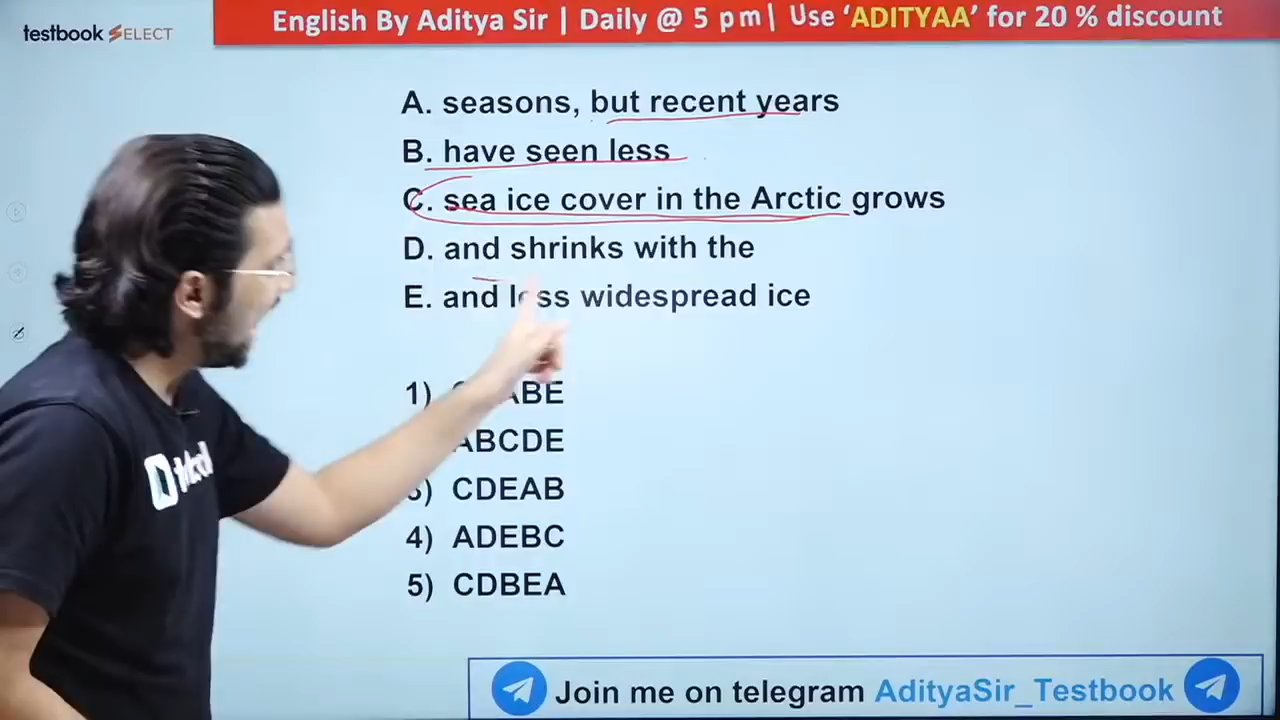 testbook SELECT
English By Aditya Sir | Daily @ 5 pm| Use ‘ADITYAA’ for 20 % discount
A. seasons, but recent years
B. have seen less
C. sea ice cover in the Arctic grows
D. and shrinks with the
E. and less widespread ice
1) ABE
ABCDE
3) CDEAB
4) ADEBC
5) CDBEA
Join me on telegram AdityaSir_Testbook